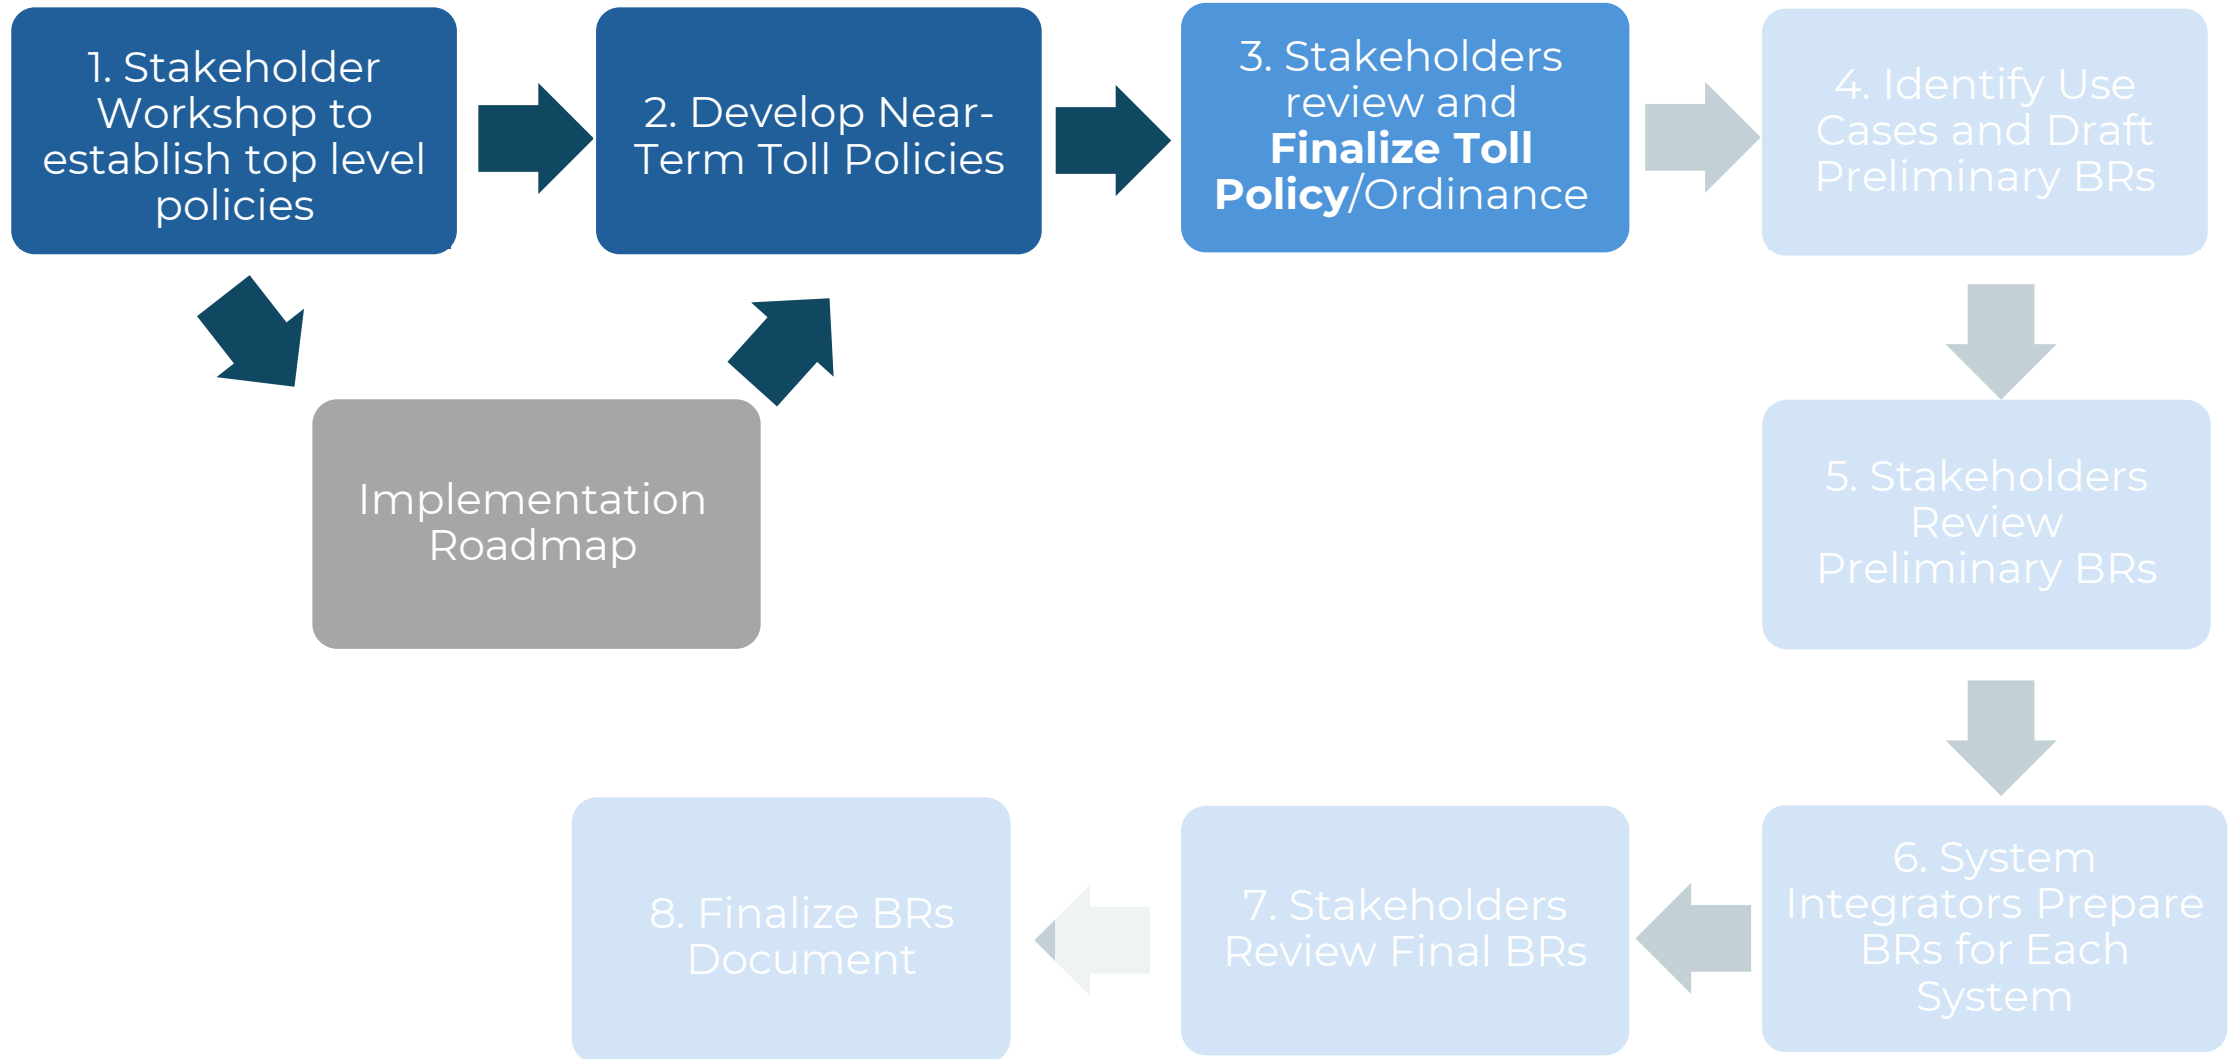 1. Stakeholder
Workshop to
establish top level
policies
2. Develop Near-
Term Toll Policies
3. Stakeholders
review and
Finalize Toll
Policy/Ordinance
4. Identify Use
Cases and Draft
Preliminary BRs
Implementation
Roadmap
5. Stakeholders
Review
Preliminary BRs
6. System
Integrators Prepare
BRs for Each
System
7. Stakeholders
Review Final BRs
8. Finalize BRs
Document